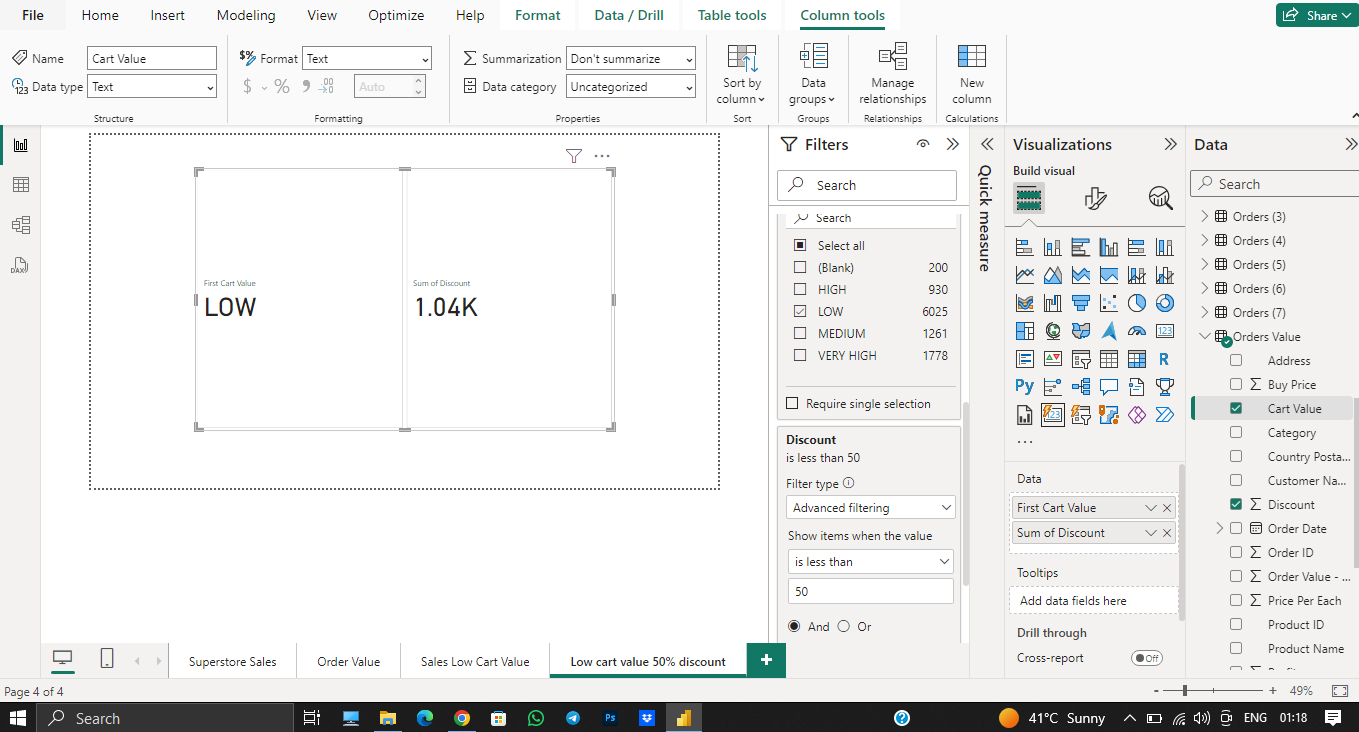 File Home Insert Modeling View Optimize Help Format Data / Drill Table tools Column tools Share
Name Cart Value
$% Format Text
Σ Summarization Don't summarize
Data type Text
$ % 9 .00 Auto
Data category Uncategorized
Sort by column
Data groups
Manage relationships
New column
Structure Formatting Properties Sort Groups Relationships Calculations
First Cart Value
LOW
Sum of Discount
1.04K
Filters
Search
Search
Select all
(Blank) 200
HIGH 930
LOW 6025
MEDIUM 1261
VERY HIGH 1778
Require single selection
Discount
is less than 50
Filter type
Advanced filtering
Show items when the value
is less than
50
And Or
Quick measure
Visualizations
Build visual
123
R
Py
123
...
Data
First Cart Value
Sum of Discount
Tooltips
Add data fields here
Drill through
Cross-report Off
Data
Search
Orders (3)
Orders (4)
Orders (5)
Orders (6)
Orders (7)
Orders Value
Address
Σ Buy Price
Cart Value
Category
Country Posta...
Customer Na...
Σ Discount
Order Date
Σ Order ID
Σ Order Value - ...
Σ Price Per Each
Product ID
Product Name
DAX
Superstore Sales Order Value Sales Low Cart Value Low cart value 50% discount +
Page 4 of 4
- + 49%
Search
Ps
41°C Sunny ENG 01:18